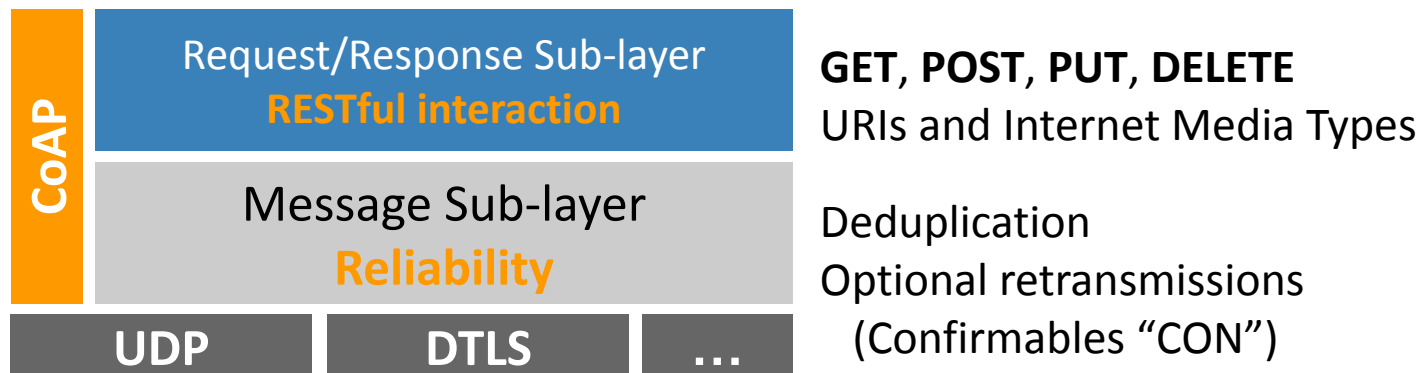 CoAP
Request/Response Sub-layer
RESTful interaction
GET, POST, PUT, DELETE
URIs and Internet Media Types
Message Sub-layer
Reliability
Deduplication
Optional retransmissions
(Confirmables “CON”)
UDP
DTLS
…